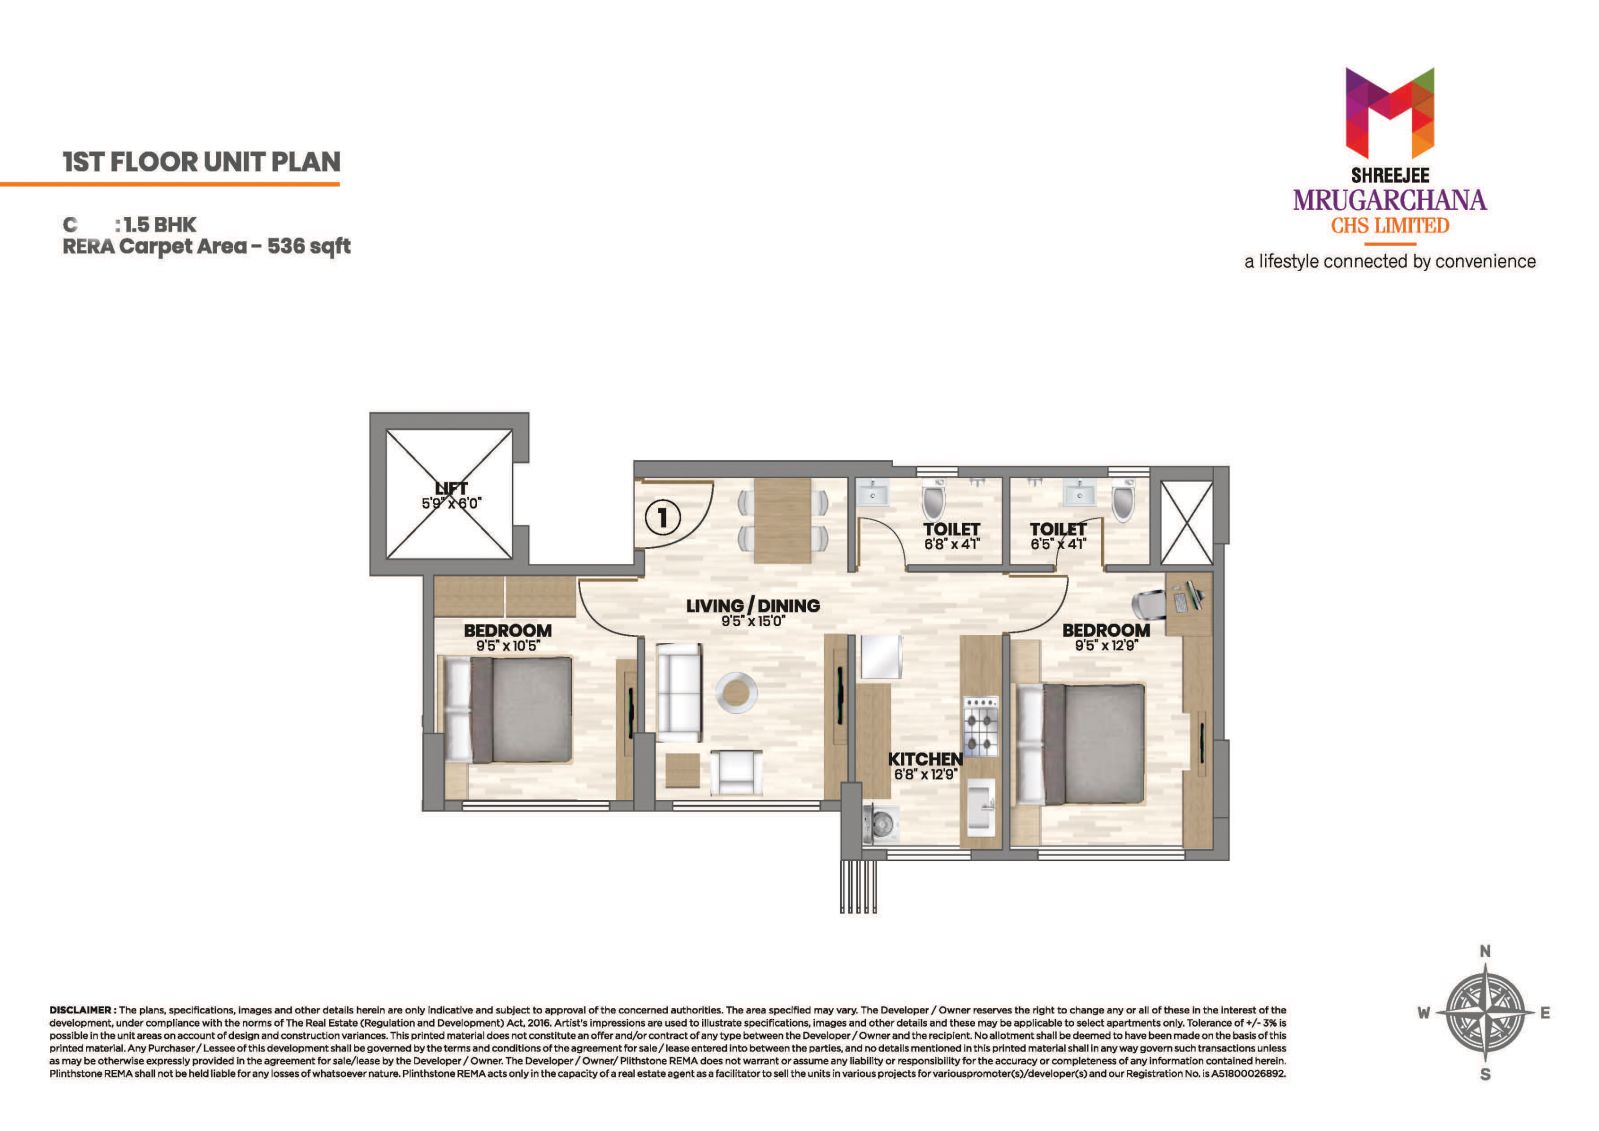 1ST FLOOR UNIT PLAN
C : 1.5 BHK
RERA Carpet Area - 536 sqft
SHREEJEE
MRUGARCHANA
CHS LIMITED
a lifestyle connected by convenience
LIFT
5'9" x 6'0"
1
TOILET
6'8" x 4'1"
TOILET
6'5" x 4'1"
LIVING / DINING
9'5" x 15'0"
BEDROOM
9'5" x 10'5"
BEDROOM
9'5" x 12'9"
KITCHEN
6'8" x 12'9"
N
W E
S
DISCLAIMER : The plans, specifications, images and other details herein are only indicative and subject to approval of the concerned authorities. The area specified may vary. The Developer / Owner reserves the right to change any or all of these in the interest of the
development, under compliance with the norms of The Real Estate (Regulation and Development) Act, 2016. Artist's impressions are used to illustrate specifications, images and other details and these may be applicable to select apartments only. Tolerance of +/- 3% is
possible in the unit areas on account of design and construction variances. This printed material does not constitute an offer and/or contract of any type between the Developer / Owner and the recipient. No allotment shall be deemed to have been made on the basis of this
printed material. Any Purchaser / Lessee of this development shall be governed by the terms and conditions of the agreement for sale / lease entered into between the parties, and no details mentioned in this printed material shall in any way govern such transactions unless
as may be otherwise expressly provided in the agreement for sale/lease by the Developer / Owner. The Developer / Owner/ Plithstone REMA does not warrant or assume any liability or responsibility for the accuracy or completeness of any information contained herein.
Plinthstone REMA shall not be held liable for any losses of whatsoever nature. Plinthstone REMA acts only in the capacity of a real estate agent as a facilitator to sell the units in various projects for variouspromoter(s)/developer(s) and our Registration No. is A51800026892.